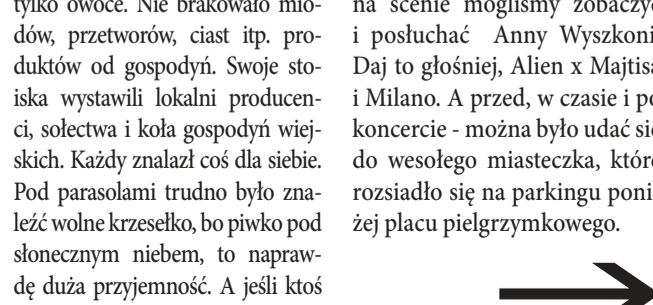 tylko owoce. Nie brakowało mio-
dów, przetworów, ciast itp. pro-
duktów od gospodyń. Swoje sto-
iska wystawili lokalni producen-
ci, sołectwa i koła gospodyń wiej-
skich. Każdy znalazł coś dla siebie.
Pod parasolami trudno było zna-
leźć wolne krzesełko, bo piwko pod
słonecznym niebem, to napraw-
dę duża przyjemność. A jeśli ktoś
na scenie mogliśmy zobaczyć
i posłuchać Anny Wyszkoni
Daj to głośniej, Alien x Majtisa
i Milano. A przed, w czasie i po
koncercie - można było udać się
do wesołego miasteczka, które
rozsiadło się na parkingu poni-
żej placu pielgrzymkowego.